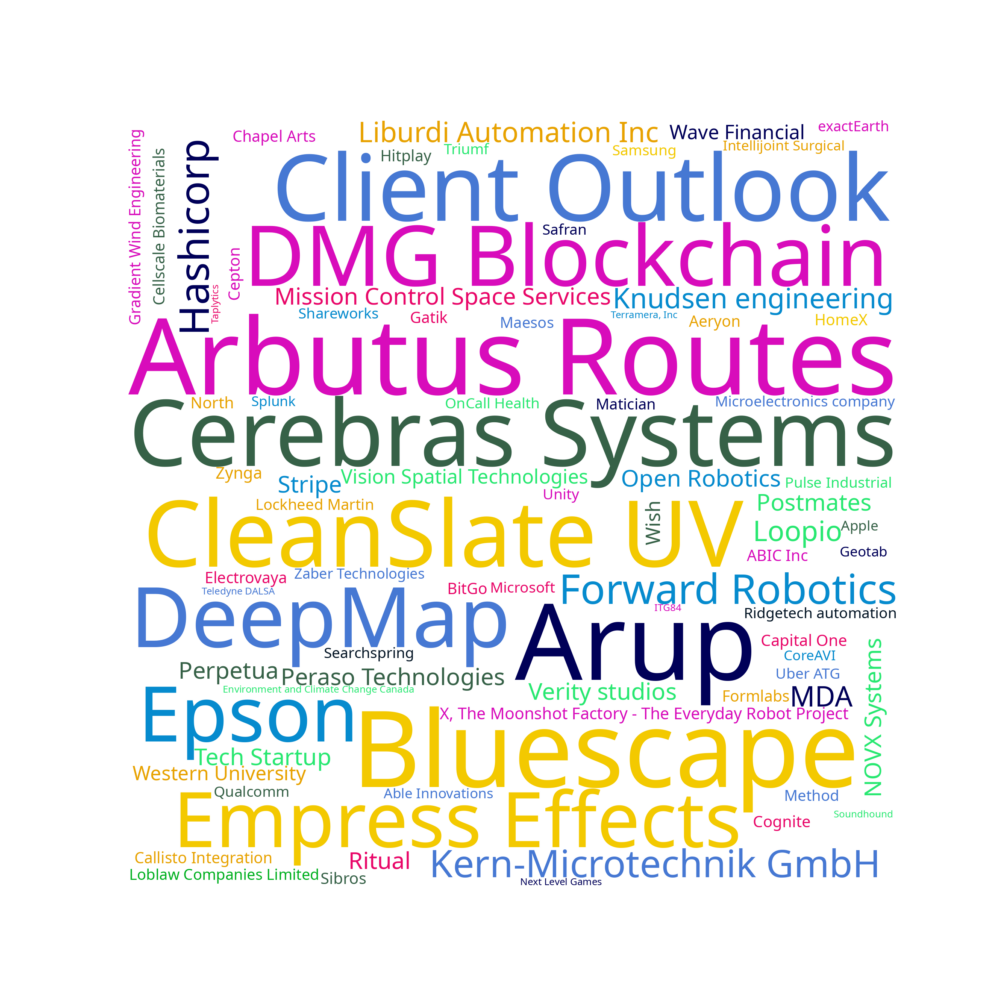 Gradient Wind Engineering
Cellscale Biomaterials
Hashicorp
Taplytics
Cepton
Chapel Arts
Liburdi Automation Inc
Wave Financial
exactEarth
Hitplay
Triumf
Samsung
Intellijoint Surgical
Client Outlook
Safran
DMG Blockchain
Mission Control Space Services
Knudsen engineering
Shareworks
Gatik
Maesos
Terramera, Inc
Aeryon
HomeX
Arbutus Routes
North
Splunk
OnCall Health
Matician
Microelectronics company
Cerebras Systems
Zynga
Stripe
Vision Spatial Technologies
Open Robotics
Pulse Industrial
Lockheed Martin
Unity
Wish
Postmates
CleanSlate UV
Loopio
Apple
ABIC Inc
Geotab
Electrovaya
Zaber Technologies
Teledyne DALSA
BitGo
Microsoft
Forward Robotics
DeepMap
ITG84
Ridgetech automation
Arup
Searchspring
Capital One
CoreAVI
Perpetua
Peraso Technologies
Uber ATG
Environment and Climate Change Canada
Verity studios
Formlabs
MDA
NOVX Systems
Epson
X, The Moonshot Factory - The Everyday Robot Project
Bluescape
Tech Startup
Western University
Qualcomm
Able Innovations
Method
Empress Effects
Cognite
Soundhound
Callisto Integration
Ritual
Kern-Microtechnik GmbH
Loblaw Companies Limited
Sibros
Next Level Games